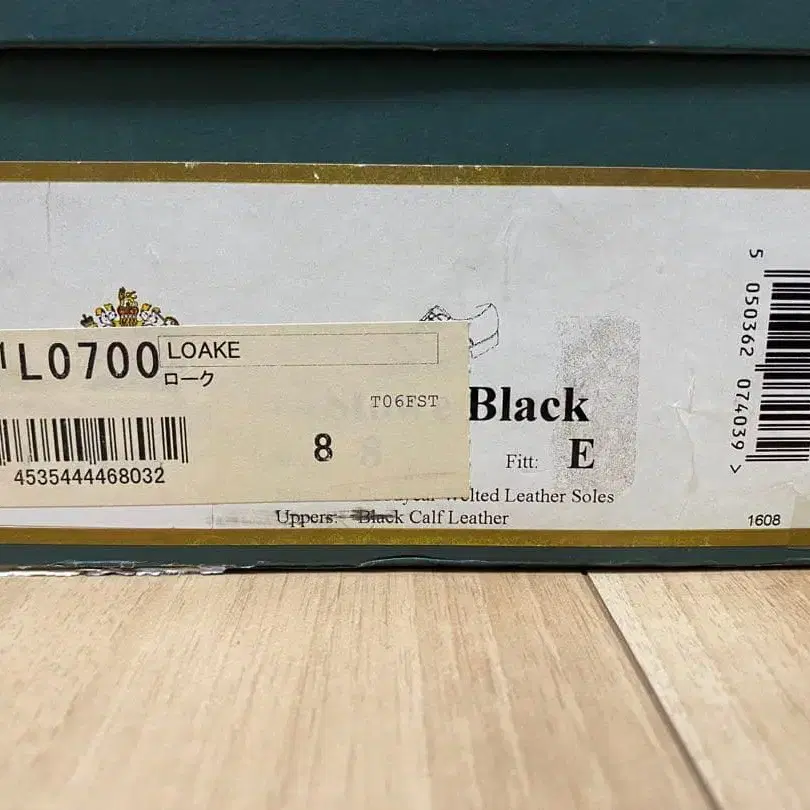 L0700
LOAKE
ローク
T06FST
8
4535444468032
Black
Fitt: E
Welted Leather Soles
Uppers: Black Calf Leather
1608
5 050362 074039 >